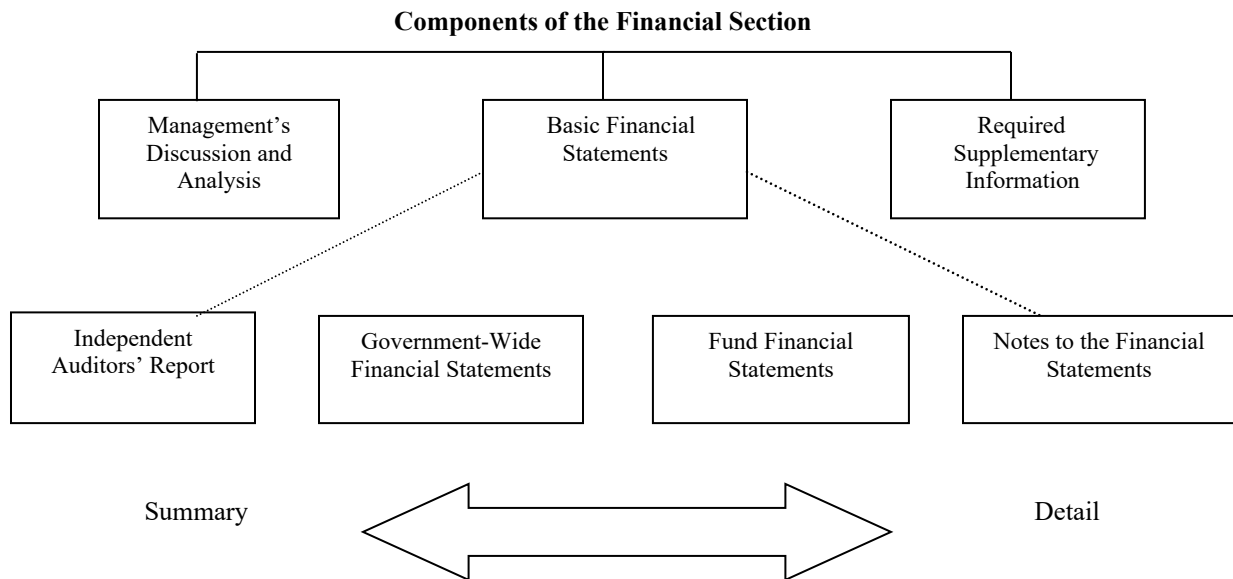 Components of the Financial Section
Management’s
Discussion and
Analysis
Basic Financial
Statements
Required
Supplementary
Information
Independent
Auditors’ Report
Government-Wide
Financial Statements
Fund Financial
Statements
Notes to the Financial
Statements
Summary
Detail